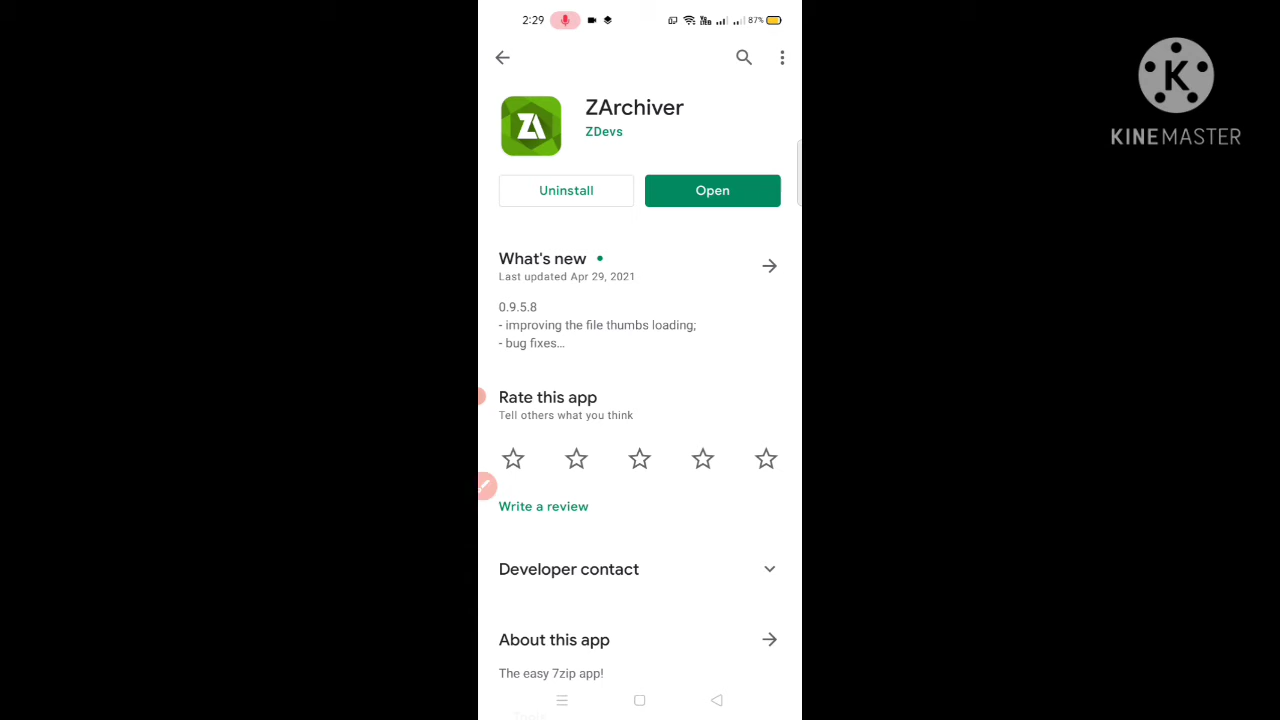 2:29
87%
K
KINEMASTER
ZA
ZArchiver
ZDevs
Uninstall
Open
What's new
Last updated Apr 29, 2021
0.9.5.8
- improving the file thumbs loading;
- bug fixes...
Rate this app
Tell others what you think
Write a review
Developer contact
About this app
The easy 7zip app!
Tools